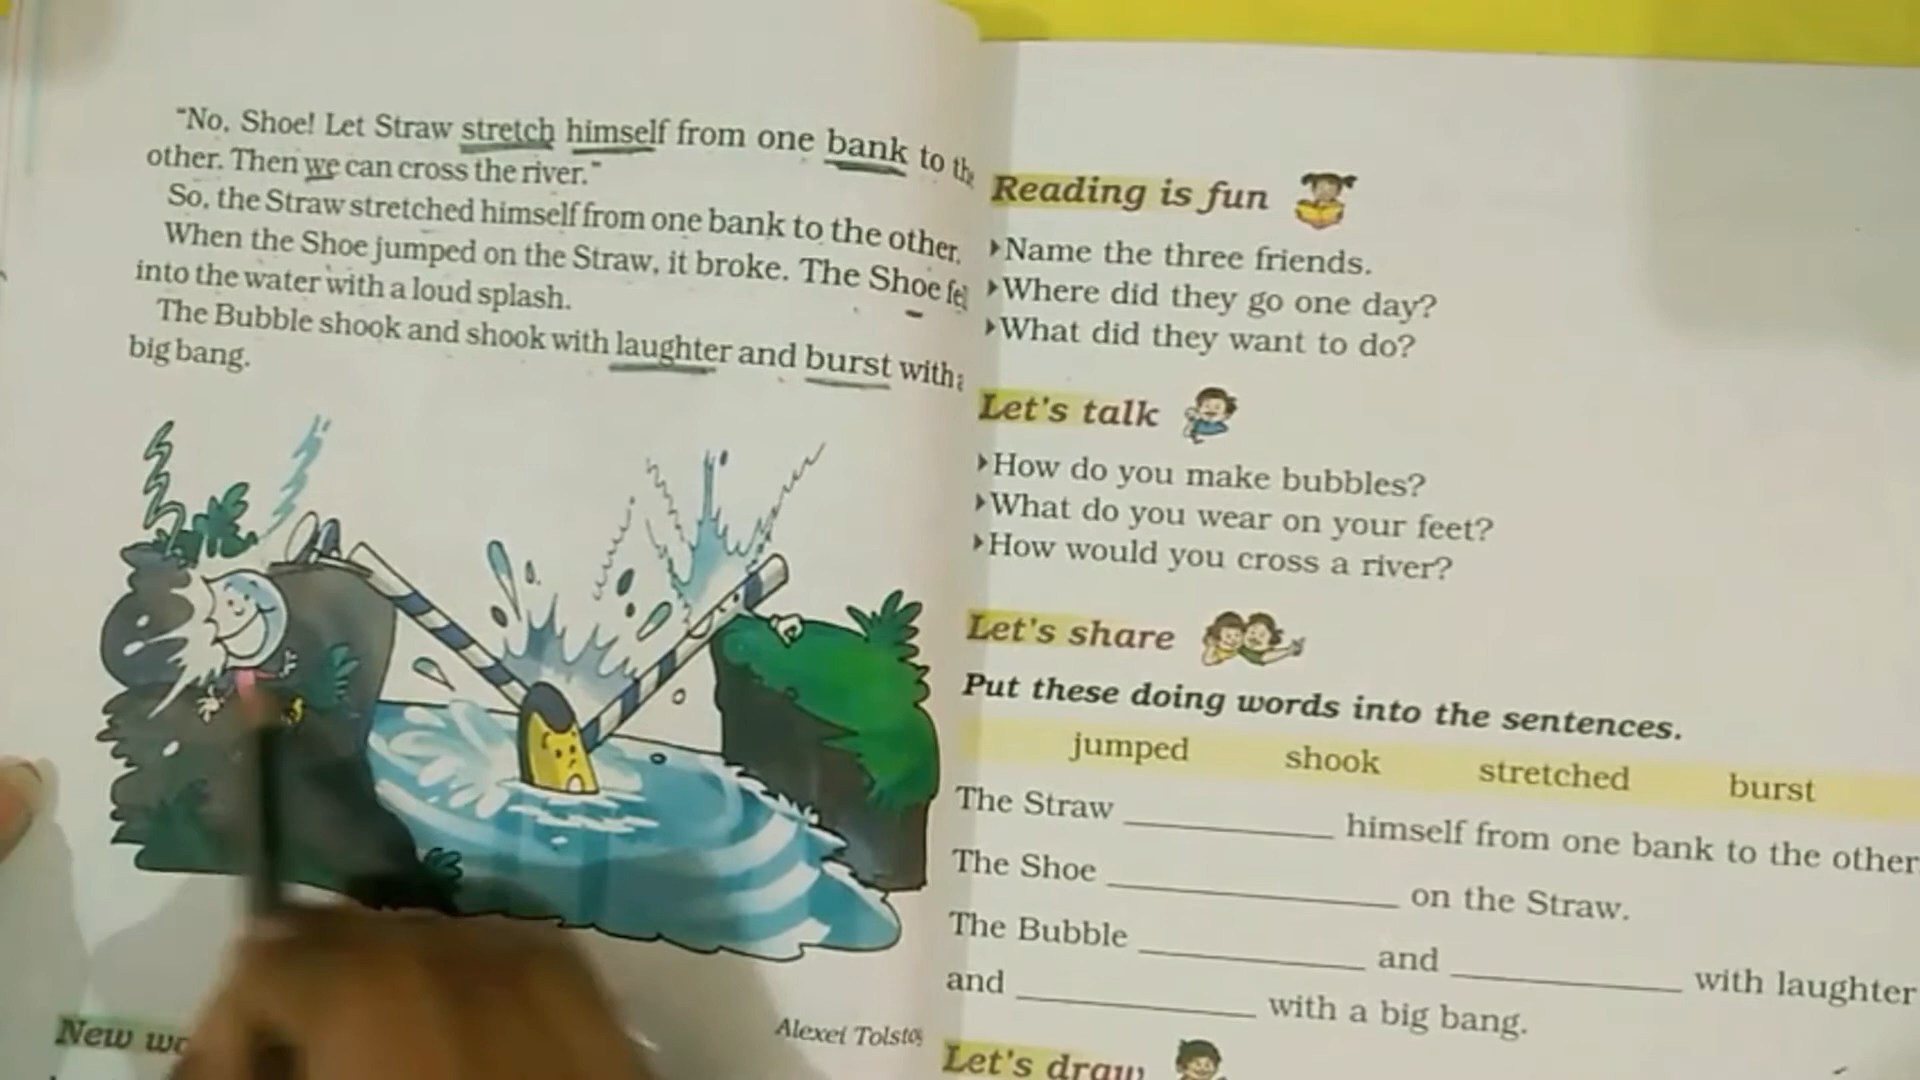 “No, Shoe! Let Straw stretch himself from one bank to the
other. Then we can cross the river.”
So, the Straw stretched himself from one bank to the other.
When the Shoe jumped on the Straw, it broke. The Shoe
into the water with a loud splash.
The Bubble shook and shook with laughter and burst with a
big bang.
Alexei
New
Reading is fun
Name the three friends.
Where did they go one day?
What did they want to do?
Let's talk
How do you make bubbles?
What do you wear on your feet?
How would you cross a river?
Let's share
Put these doing words into the sentences.
jumped shook stretched burst
The Straw ____________ himself from one bank to the other
The Shoe ____________ on the Straw.
The Bubble ____________ and ____________ with laughter
and ____________ with a big bang.
Let's draw